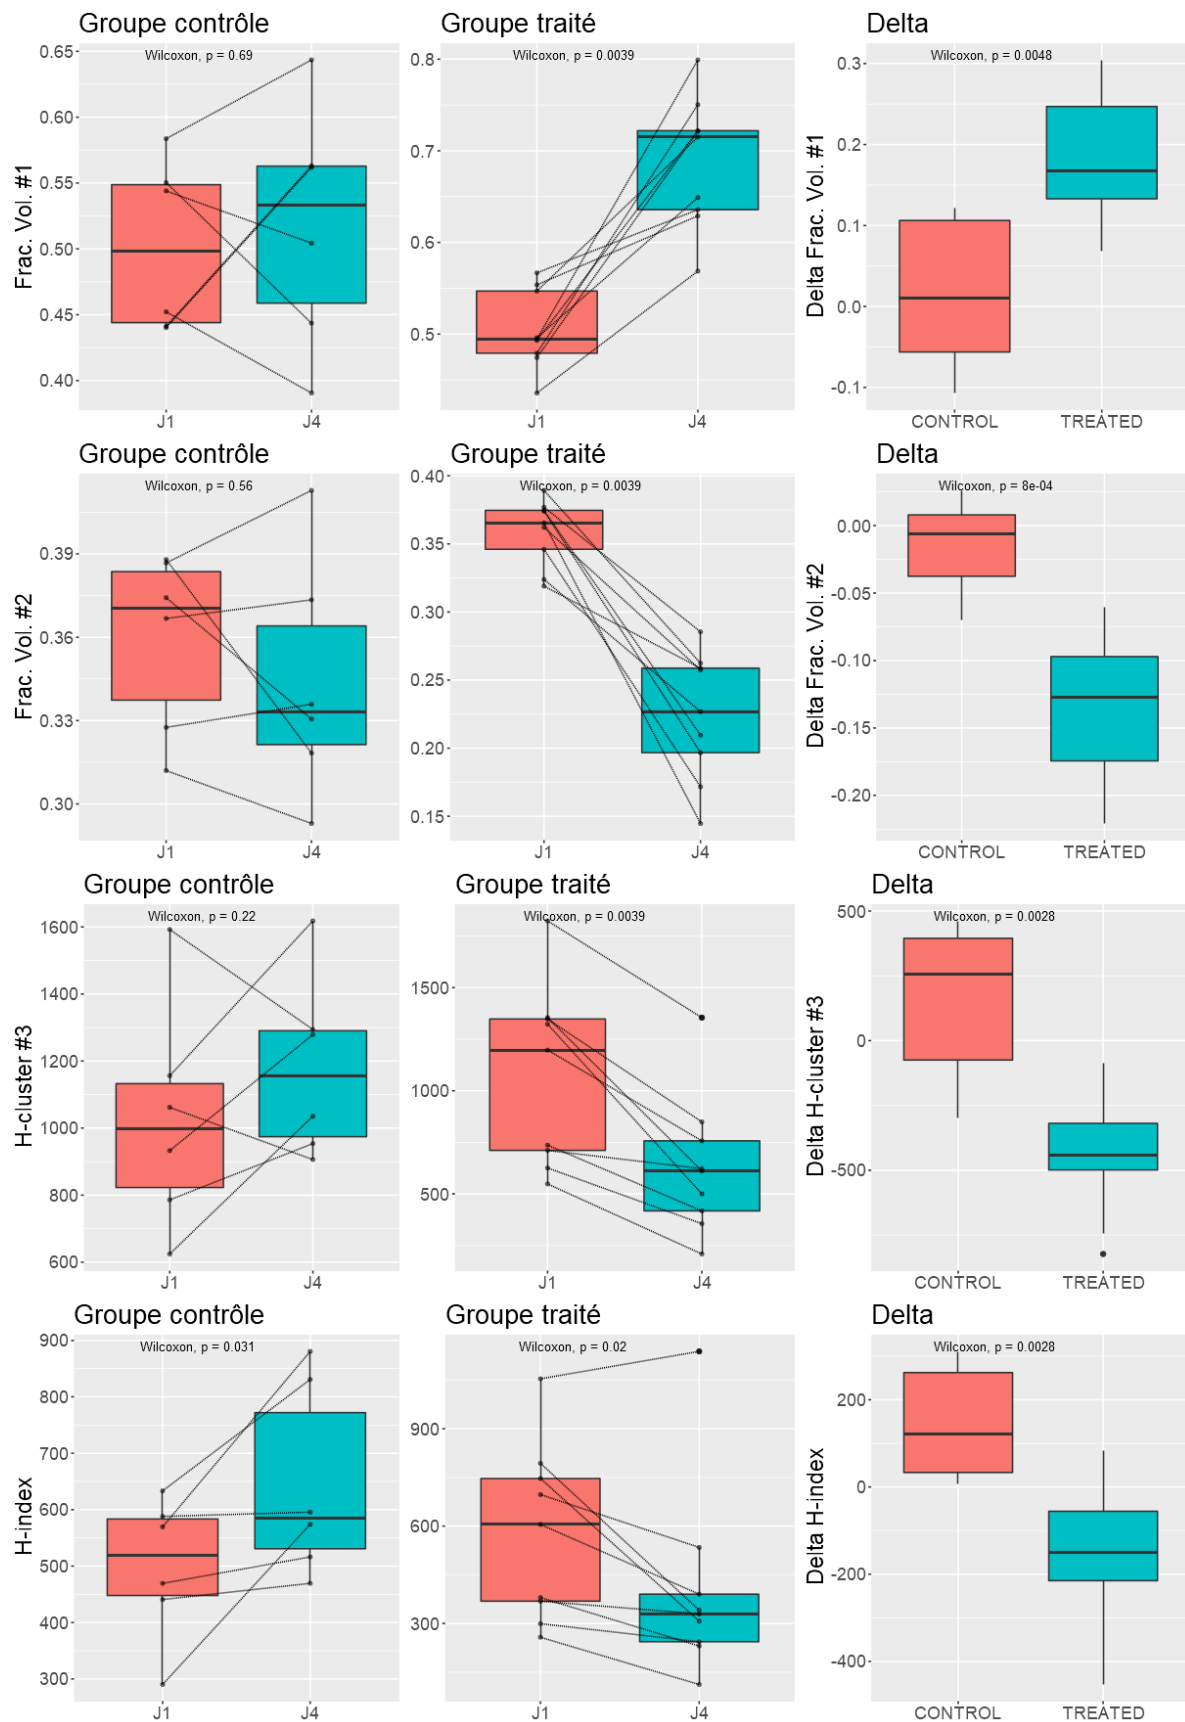 Groupe contrôle
Wilcoxon, p = 0.69
Frac. Vol. #1
0.65
0.60
0.55
0.50
0.45
0.40
J1 J4
Groupe traité
Wilcoxon, p = 0.0039
0.8
0.7
0.6
0.5
J1 J4
Delta
Wilcoxon, p = 0.0048
Delta Frac. Vol. #1
0.3
0.2
0.1
0.0
-0.1
CONTROL TREATED
Groupe contrôle
Wilcoxon, p = 0.56
Frac. Vol. #2
0.39
0.36
0.33
0.30
J1 J4
Groupe traité
Wilcoxon, p = 0.0039
0.40
0.35
0.30
0.25
0.20
0.15
J1 J4
Delta
Wilcoxon, p = 8e-04
Delta Frac. Vol. #2
0.00
-0.05
-0.10
-0.15
-0.20
CONTROL TREATED
Groupe contrôle
Wilcoxon, p = 0.22
H-cluster #3
1600
1400
1200
1000
800
600
J1 J4
Groupe traité
Wilcoxon, p = 0.0039
1500
1000
500
J1 J4
Delta
Wilcoxon, p = 0.0028
Delta H-cluster #3
500
0
-500
CONTROL TREATED
Groupe contrôle
Wilcoxon, p = 0.031
H-index
900
800
700
600
500
400
300
J1 J4
Groupe traité
Wilcoxon, p = 0.02
900
600
300
J1 J4
Delta
Wilcoxon, p = 0.0028
Delta H-index
200
0
-200
-400
CONTROL TREATED